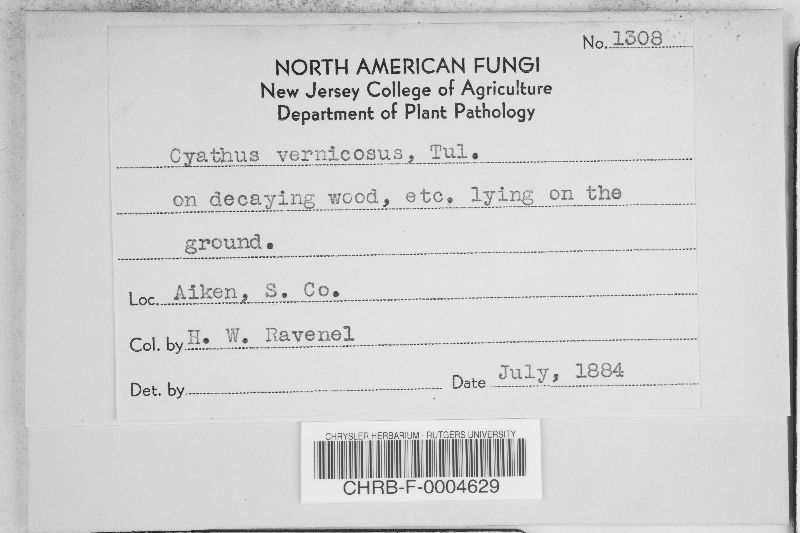 No. 1308
NORTH AMERICAN FUNGI
New Jersey College of Agriculture
Department of Plant Pathology
Cyathus vernicosus, Tul.
on decaying wood, etc. lying on the
ground.
Loc. Aiken, S. Co.
Col. by H. W. Ravenel
Det. by
Date July, 1884
CHRYSLER HERBARIUM - RUTGERS UNIVERSITY
CHRB-F-0004629